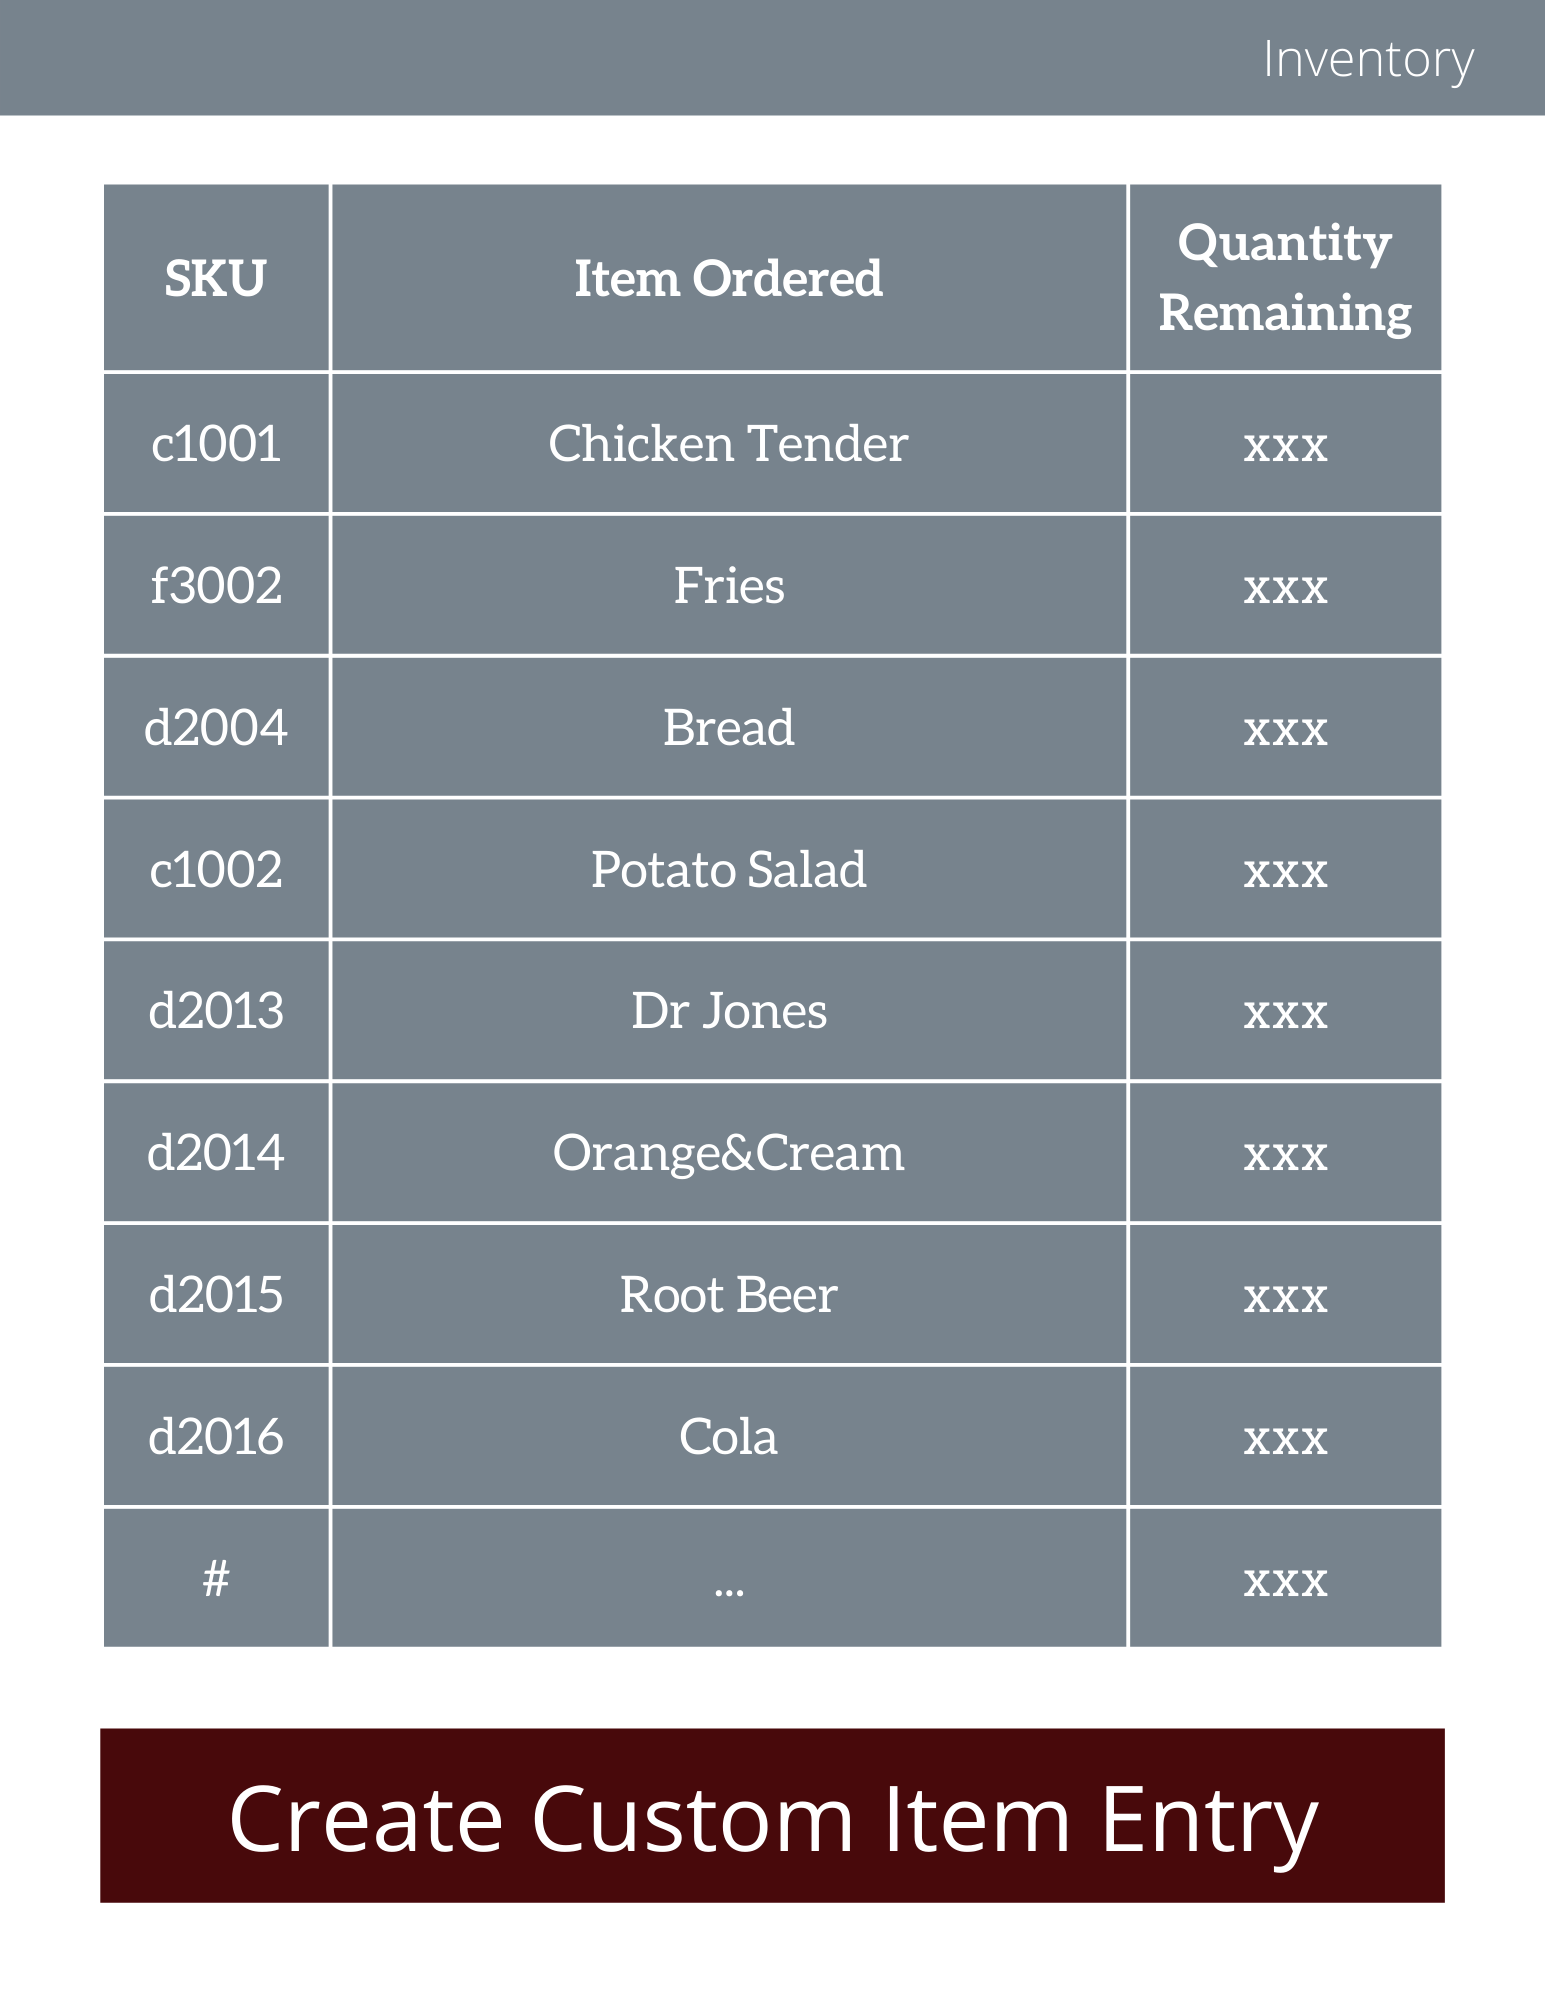 Inventory
SKU Item Ordered Quantity
Remaining
c1001 Chicken Tender xxx
f3002 Fries xxx
d2004 Bread xxx
c1002 Potato Salad xxx
d2013 Dr Jones xxx
d2014 Orange&Cream xxx
d2015 Root Beer xxx
d2016 Cola xxx
# ... xxx
Create Custom Item Entry